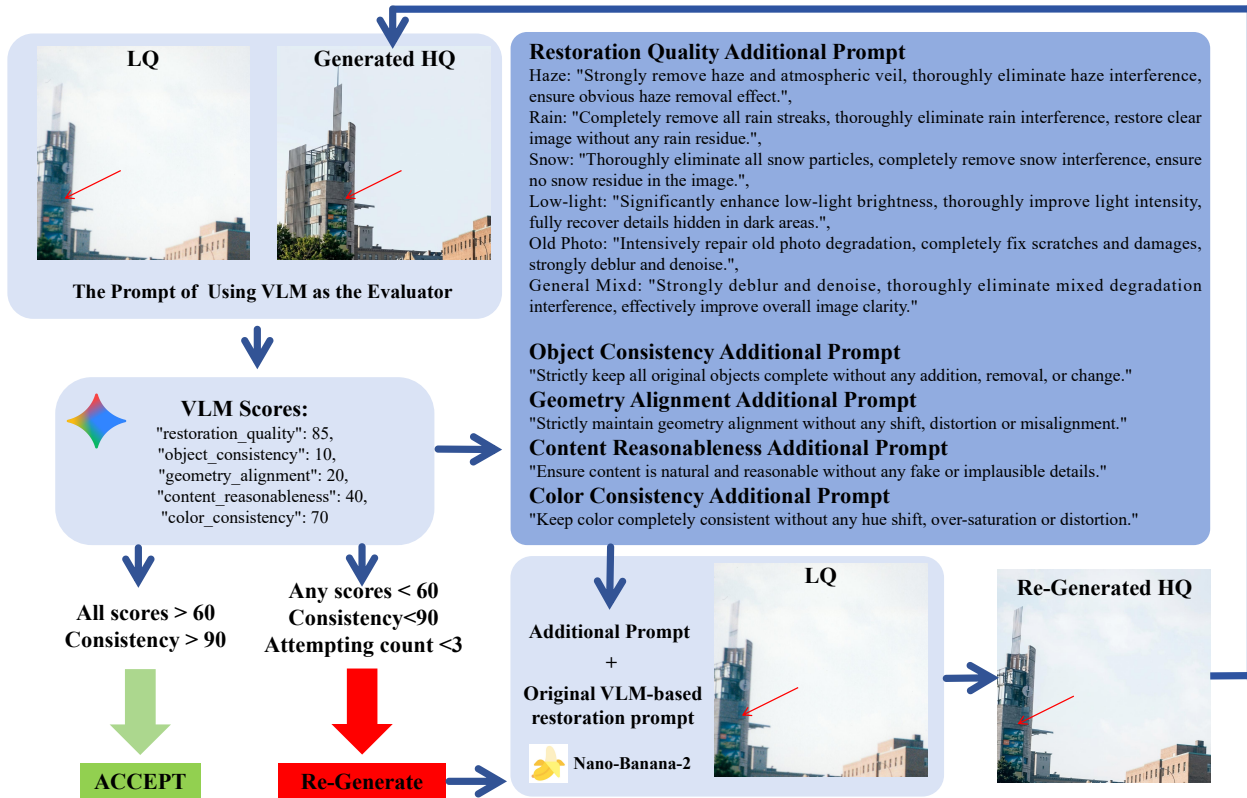 LQ
Generated HQ
The Prompt of Using VLM as the Evaluator
Restoration Quality Additional Prompt
Haze: "Strongly remove haze and atmospheric veil, thoroughly eliminate haze interference,
ensure obvious haze removal effect.",
Rain: "Completely remove all rain streaks, thoroughly eliminate rain interference, restore clear
image without any rain residue.",
Snow: "Thoroughly eliminate all snow particles, completely remove snow interference, ensure
no snow residue in the image.",
Low-light: "Significantly enhance low-light brightness, thoroughly improve light intensity,
fully recover details hidden in dark areas.",
Old Photo: "Intensively repair old photo degradation, completely fix scratches and damages,
strongly deblur and denoise.",
General Mixd: "Strongly deblur and denoise, thoroughly eliminate mixed degradation
interference, effectively improve overall image clarity."
Object Consistency Additional Prompt
"Strictly keep all original objects complete without any addition, removal, or change."
Geometry Alignment Additional Prompt
"Strictly maintain geometry alignment without any shift, distortion or misalignment."
Content Reasonableness Additional Prompt
"Ensure content is natural and reasonable without any fake or implausible details."
Color Consistency Additional Prompt
"Keep color completely consistent without any hue shift, over-saturation or distortion."
VLM Scores:
"restoration_quality": 85,
"object_consistency": 10,
"geometry_alignment": 20,
"content_reasonableness": 40,
"color_consistency": 70
All scores > 60
Consistency > 90
ACCEPT
Any scores < 60
Consistency<90
Attempting count <3
Re-Generate
Additional Prompt
+
Original VLM-based
restoration prompt
Nano-Banana-2
LQ
Re-Generated HQ